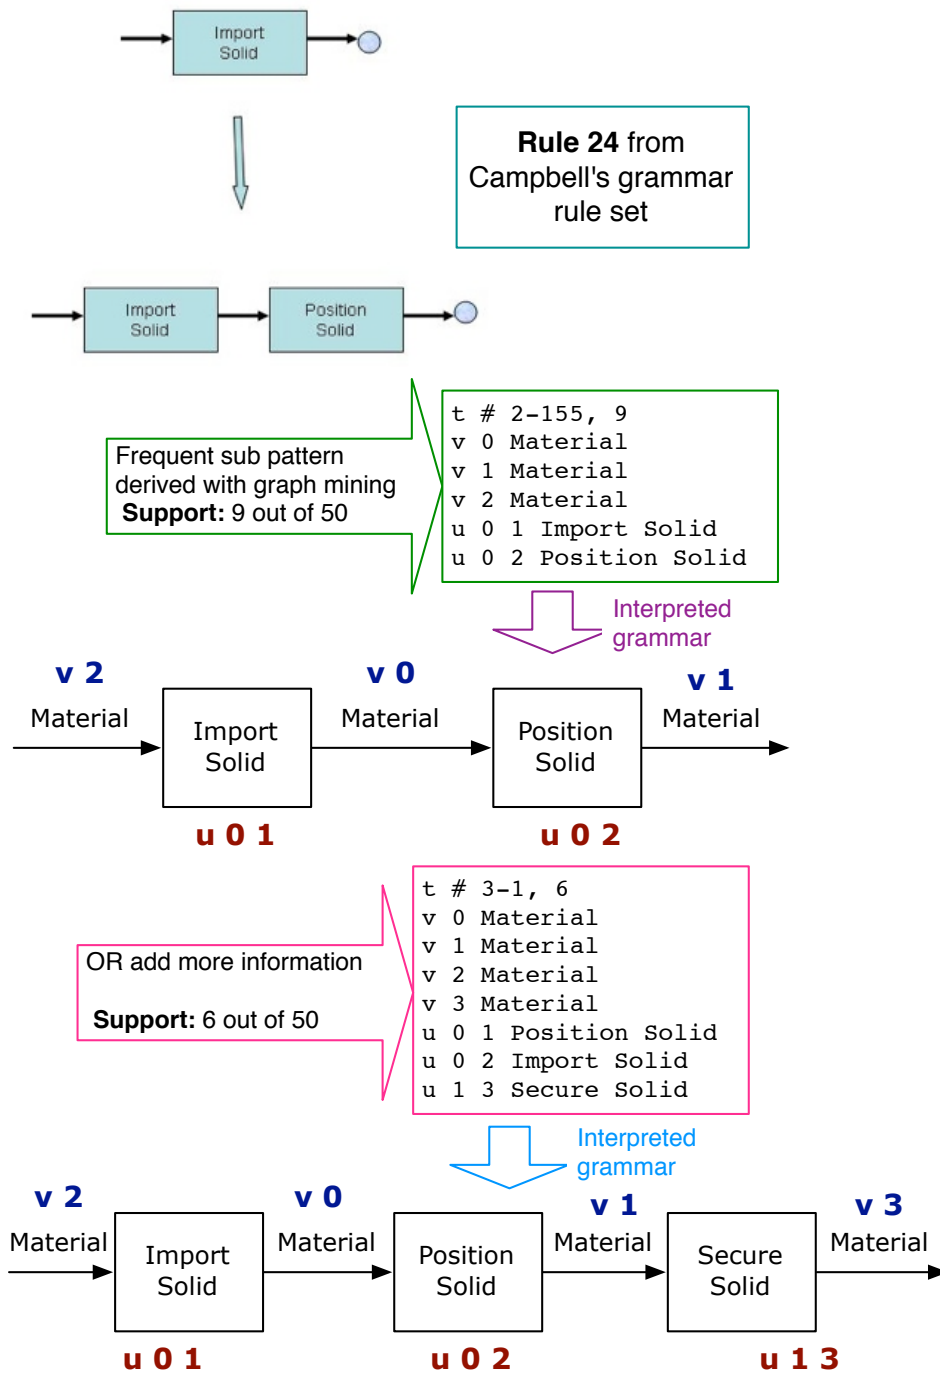 Import
Solid
Rule 24 from
Campbell's grammar
rule set
Import
Solid
Position
Solid
t # 2-155, 9
v 0 Material
v 1 Material
v 2 Material
u 0 1 Import Solid
u 0 2 Position Solid
Frequent sub pattern
derived with graph mining
Support: 9 out of 50
Interpreted
grammar
v 2
Material
Import
Solid
u 0 1
v 0
Material
Position
Solid
u 0 2
v 1
Material
t # 3-1, 6
v 0 Material
v 1 Material
v 2 Material
v 3 Material
u 0 1 Position Solid
u 0 2 Import Solid
u 1 3 Secure Solid
OR add more information
Support: 6 out of 50
Interpreted
grammar
v 2
Material
Import
Solid
u 0 1
v 0
Material
Position
Solid
u 0 2
v 1
Material
Secure
Solid
u 1 3
v 3
Material